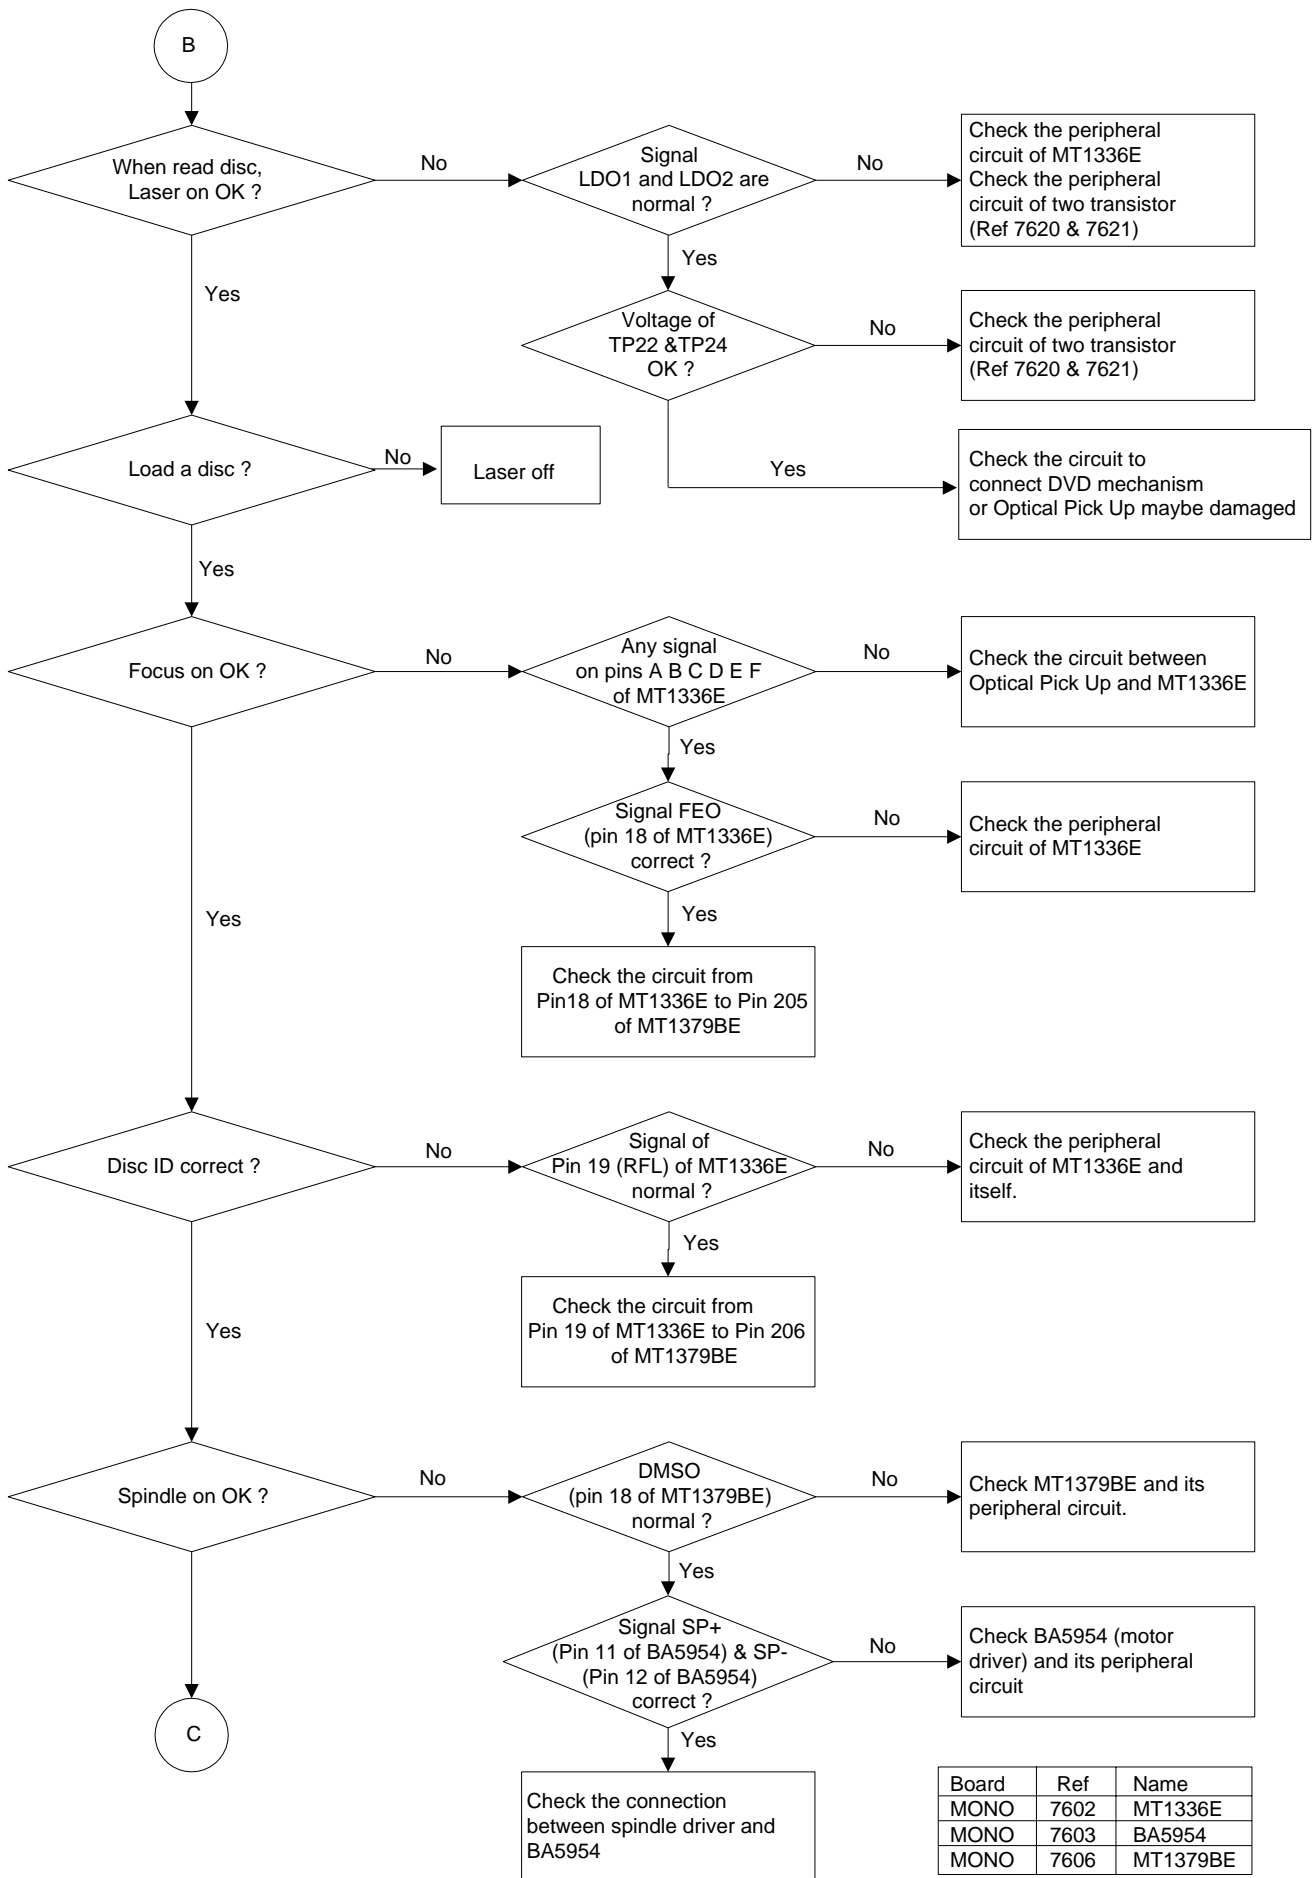 B
When read disc,
Laser on OK ?
No
Signal
LDO1 and LDO2 are
normal ?
No
Check the peripheral
circuit of MT1336E
Check the peripheral
circuit of two transistor
(Ref 7620 & 7621)
Yes
Yes
Voltage of
TP22 &TP24
OK ?
No
Check the peripheral
circuit of two transistor
(Ref 7620 & 7621)
Load a disc ?
No
Laser off
Yes
Check the circuit to
connect DVD mechanism
or Optical Pick Up maybe damaged
Yes
Focus on OK ?
No
Any signal
on pins A B C D E F
of MT1336E
No
Check the circuit between
Optical Pick Up and MT1336E
Yes
Signal FEO
(pin 18 of MT1336E)
correct ?
No
Check the peripheral
circuit of MT1336E
Yes
Yes
Check the circuit from
Pin18 of MT1336E to Pin 205
of MT1379BE
Disc ID correct ?
No
Signal of
Pin 19 (RFL) of MT1336E
normal ?
No
Check the peripheral
circuit of MT1336E and
itself.
Yes
Check the circuit from
Pin 19 of MT1336E to Pin 206
of MT1379BE
Yes
Spindle on OK ?
No
DMSO
(pin 18 of MT1379BE)
normal ?
No
Check MT1379BE and its
peripheral circuit.
Yes
Signal SP+
(Pin 11 of BA5954) & SP-
(Pin 12 of BA5954)
correct ?
No
Check BA5954 (motor
driver) and its peripheral
circuit
C
Yes
Check the connection
between spindle driver and
BA5954
Board Ref Name
MONO 7602 MT1336E
MONO 7603 BA5954
MONO 7606 MT1379BE